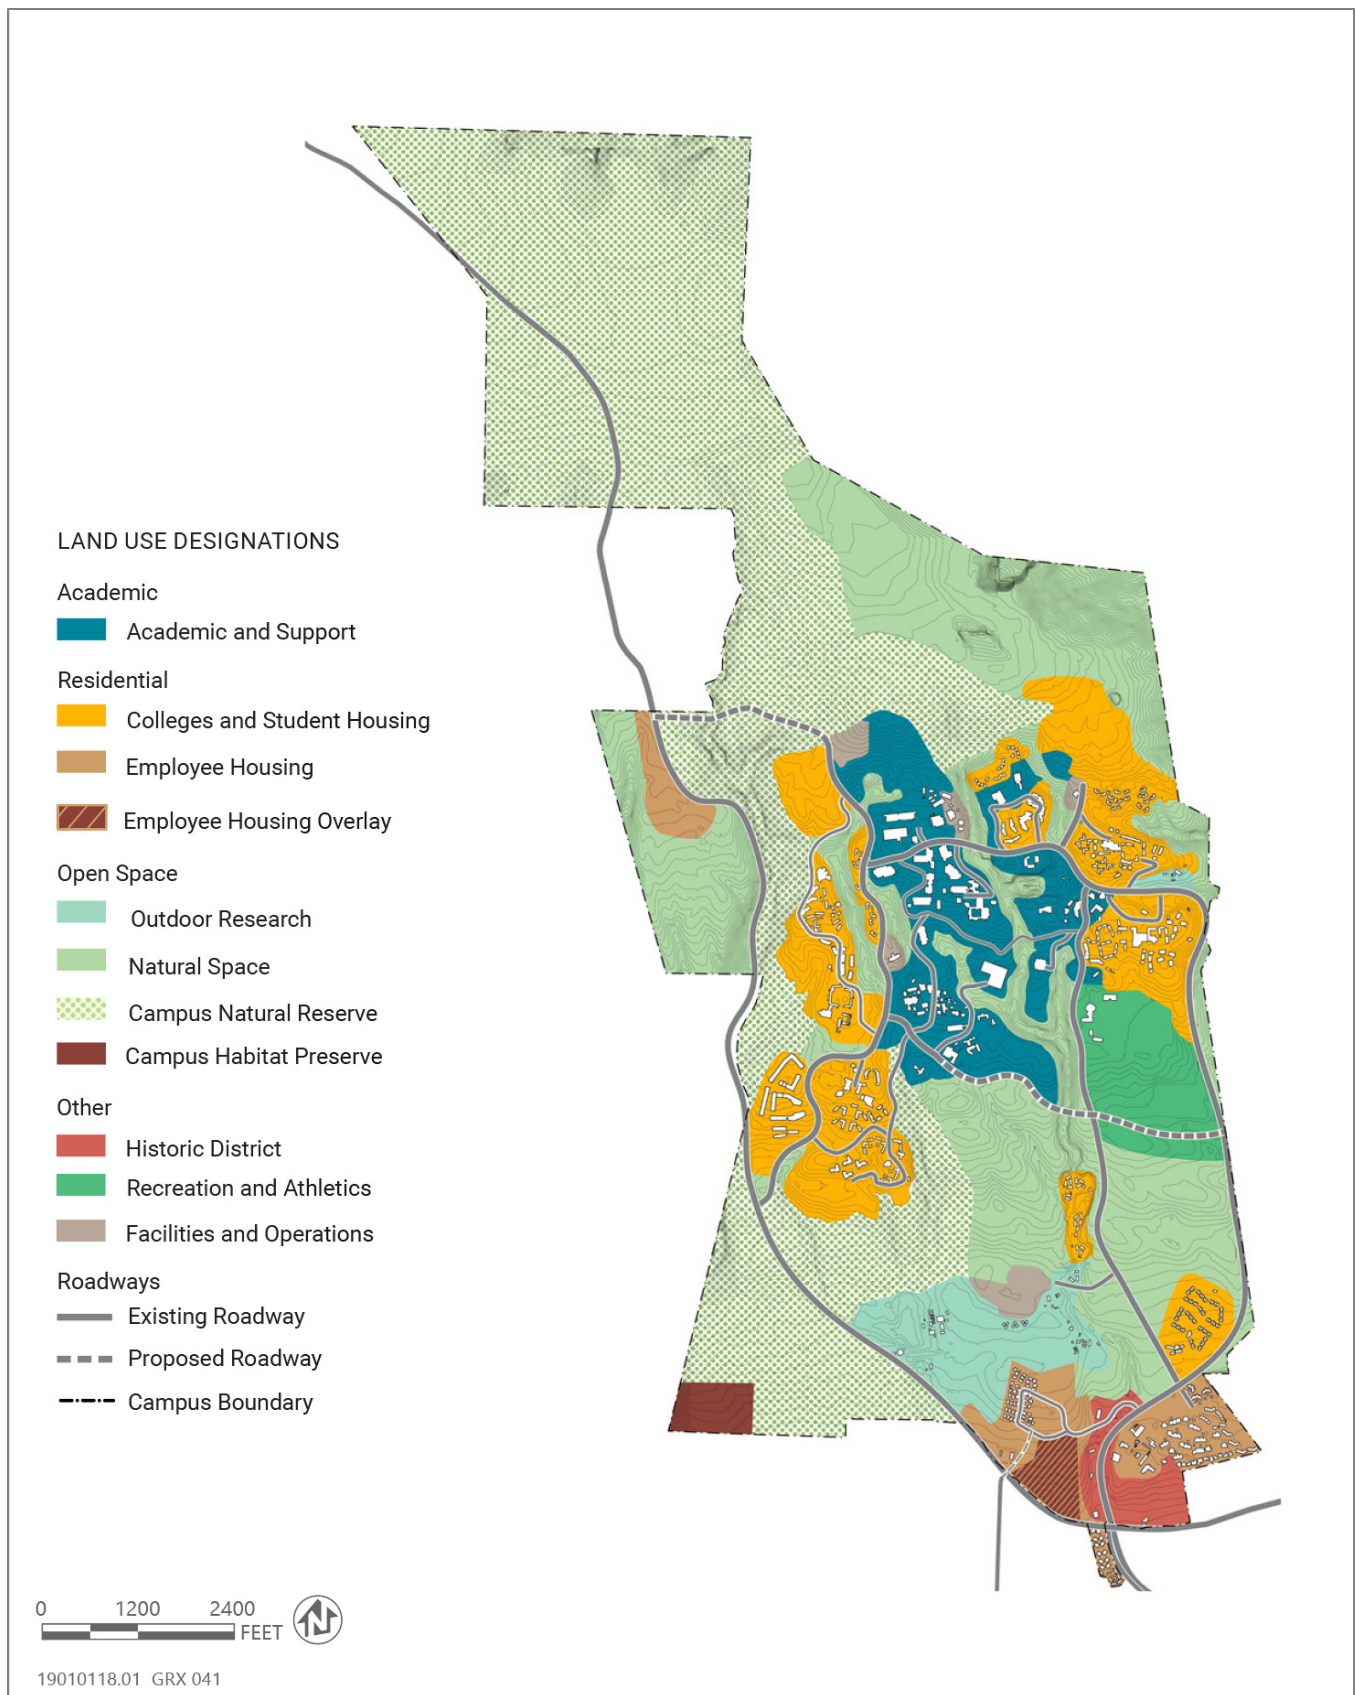 LAND USE DESIGNATIONS
Academic
Academic and Support
Residential
Colleges and Student Housing
Employee Housing
Employee Housing Overlay
Open Space
Outdoor Research
Natural Space
Campus Natural Reserve
Campus Habitat Preserve
Other
Historic District
Recreation and Athletics
Facilities and Operations
Roadways
Existing Roadway
Proposed Roadway
Campus Boundary
0 1200 2400
FEET
N
19010118.01 GRX 041